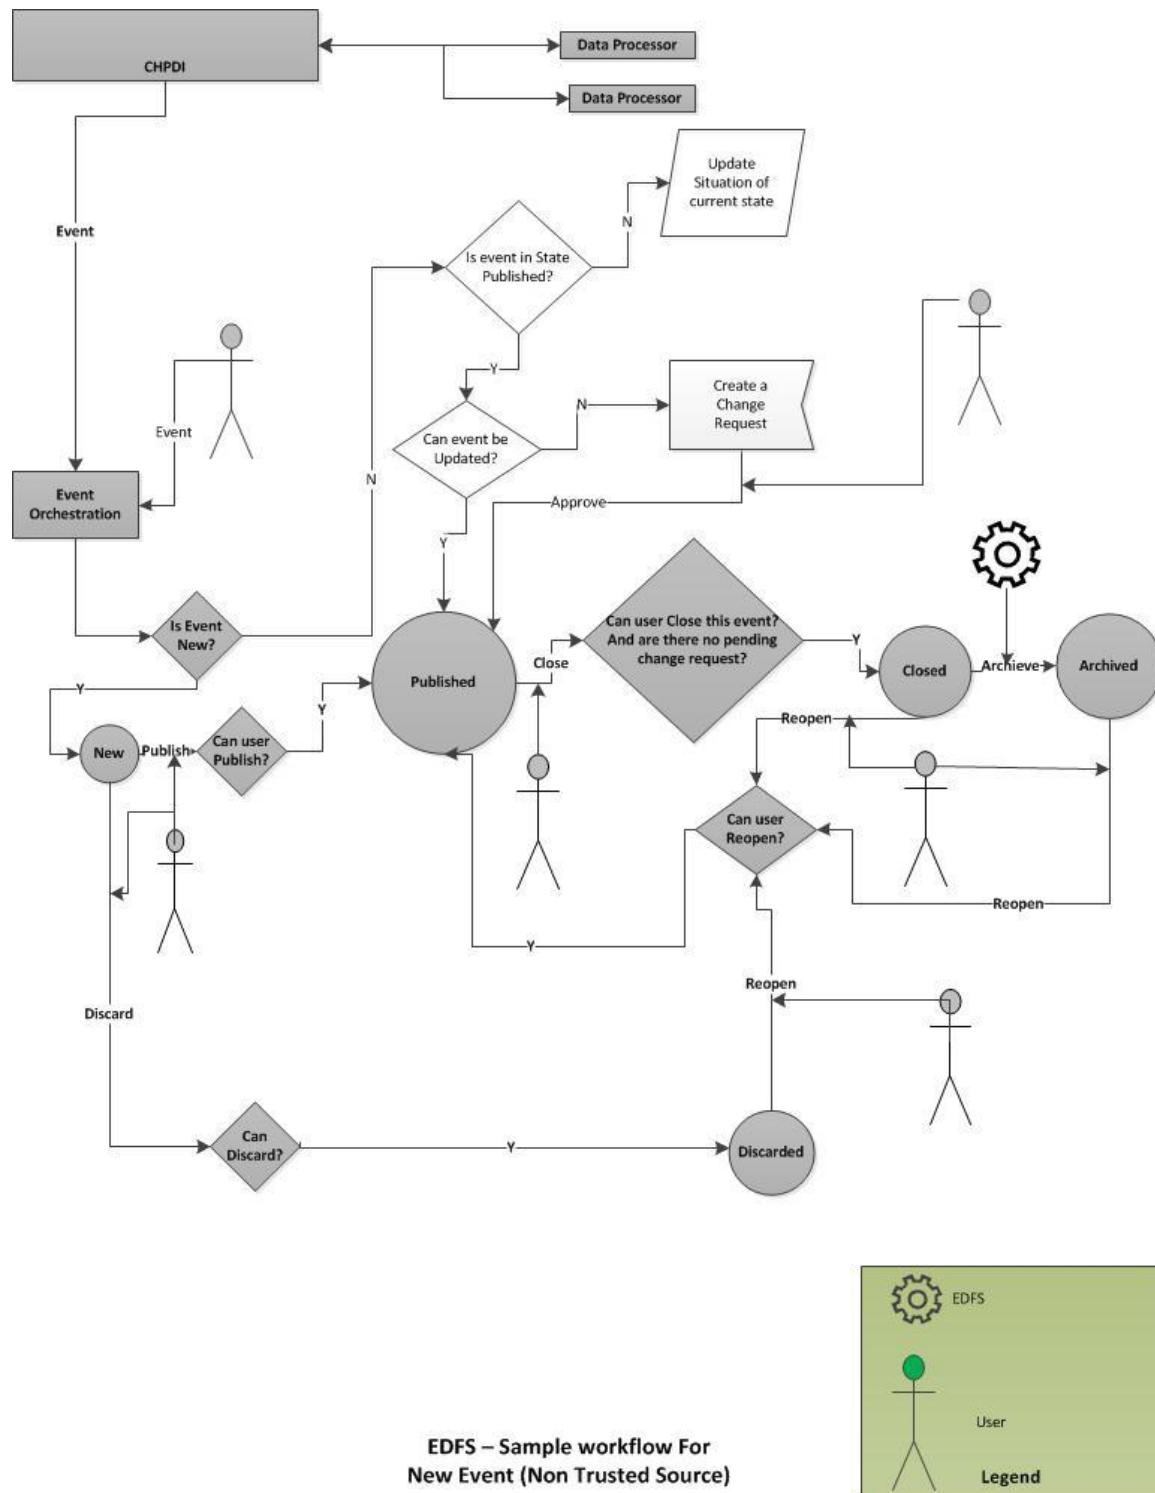 CHPDI
Data Processor
Data Processor
Update
Situation of
current state
N
Event
Is event in State
Published?
Y
Create a
Change
Request
N
Can event be
Updated?
Event
N
Event
Orchestration
Approve
Y
Is Event
New?
Can user Close this event?
And are there no pending
change request?
Y
Close
Closed
Archieve
Archived
Published
Y
Y
Reopen
New
Publish
Can user
Publish?
Can user
Reopen?
Reopen
Y
Reopen
Discard
Can
Discard?
Y
Discarded
EDFS
User
Legend
EDFS – Sample workflow For
New Event (Non Trusted Source)